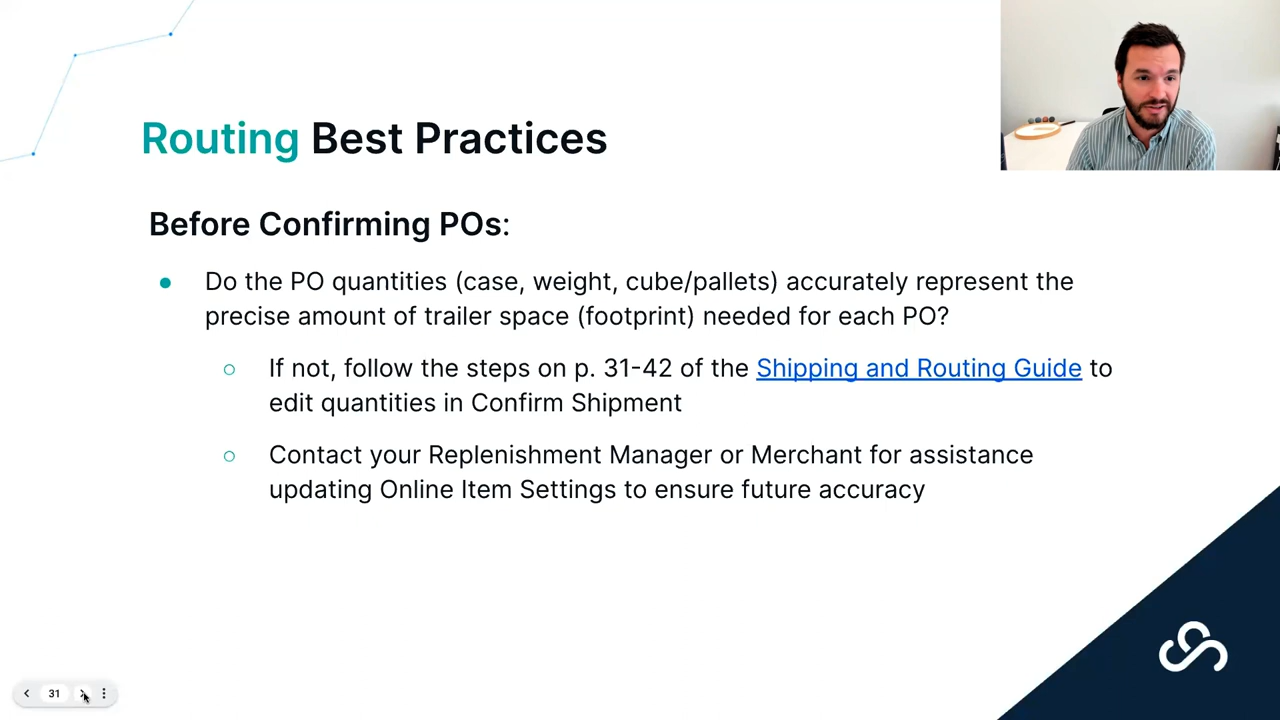 Routing Best Practices
Before Confirming POs:
Do the PO quantities (case, weight, cube/pallets) accurately represent the
precise amount of trailer space (footprint) needed for each PO?
If not, follow the steps on p. 31-42 of the Shipping and Routing Guide to
edit quantities in Confirm Shipment
Contact your Replenishment Manager or Merchant for assistance
updating Online Item Settings to ensure future accuracy
31